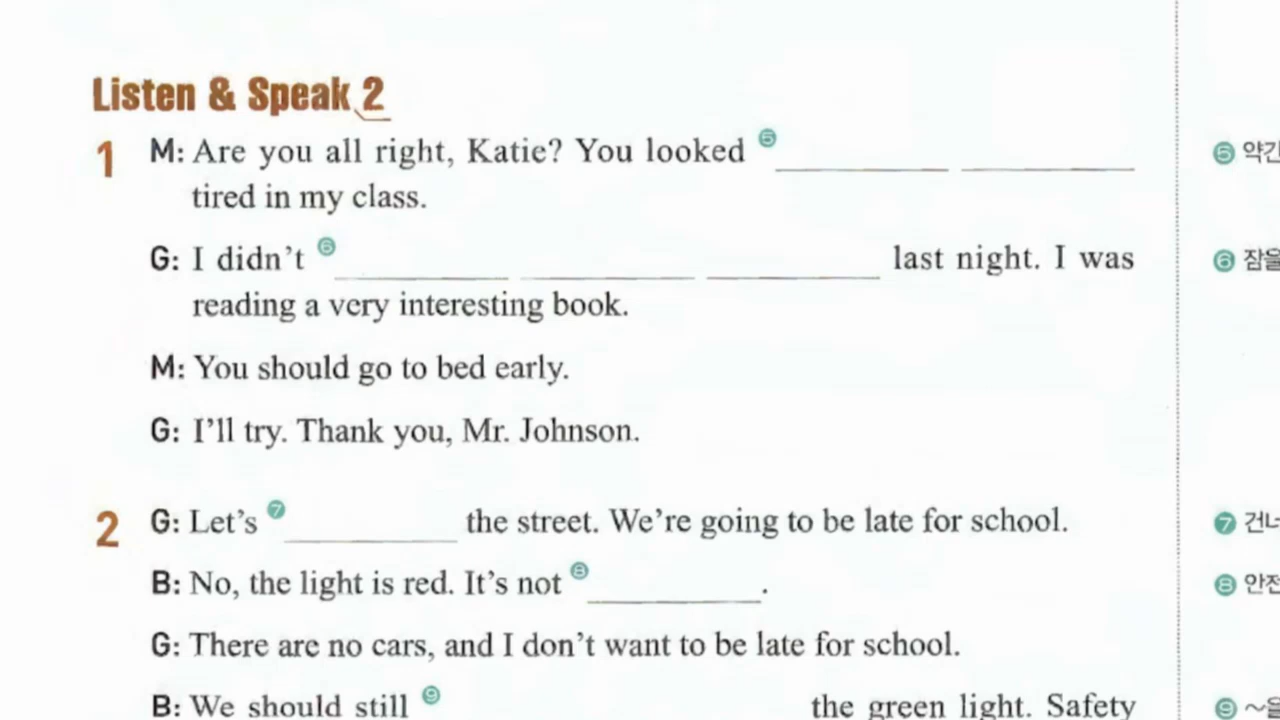 Listen & Speak 2
1 M: Are you all right, Katie? You looked ⑤ ________ ________ ⑤ 약간
tired in my class.
G: I didn't ⑥ ________ ________ ________ last night. I was ⑥ 잠을
reading a very interesting book.
M: You should go to bed early.
G: I'll try. Thank you, Mr. Johnson.
2 G: Let's ⑦ ________ the street. We're going to be late for school. ⑦
B: No, the light is red. It's not ⑧ ________. ⑧ 안전
G: There are no cars, and I don't want to be late for school.
B: We should still ⑨ the green light. Safety ⑨